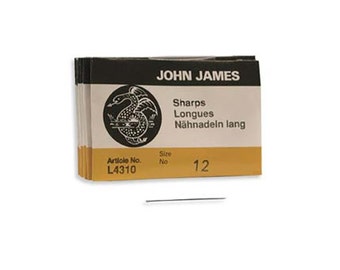 JOHN JAMES
Sharps
Longues
Nähnadeln lang
Article No. Size
L4310 No 12